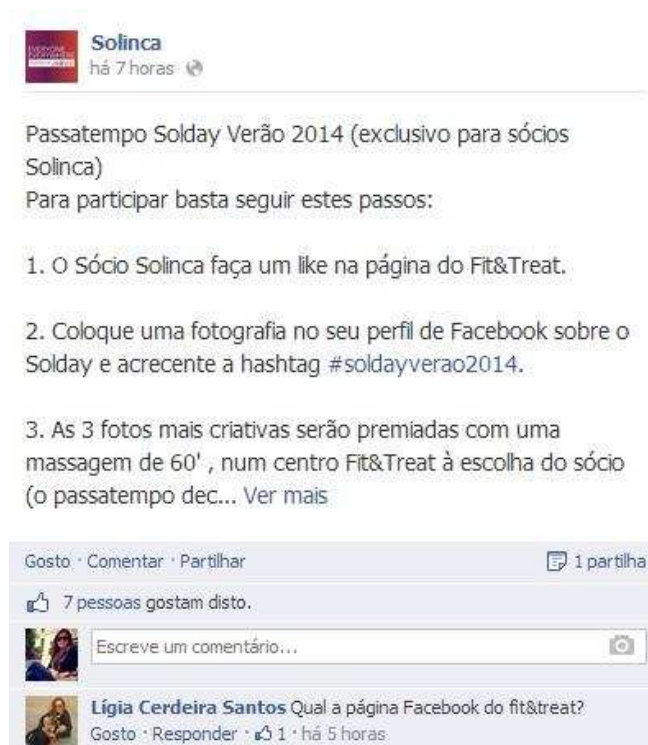 EVERYONE
EVERYWHERE
Solinca
há 7 horas
Passatempo Solday Verão 2014 (exclusivo para sócios
Solinca)
Para participar basta seguir estes passos:
1. O Sócio Solinca faça um like na página do Fit&Treat.
2. Coloque uma fotografia no seu perfil de Facebook sobre o
Solday e acrecente a hashtag #soldayverao2014.
3. As 3 fotos mais criativas serão premiadas com uma
massagem de 60' , num centro Fit&Treat à escolha do sócio
(o passatempo dec... Ver mais
Gosto · Comentar · Partilhar 1 partilha
7 pessoas gostam disto.
Escreve um comentário...
Lígia Cerdeira Santos Qual a página Facebook do fit&treat?
Gosto · Responder · 1 · há 5 horas